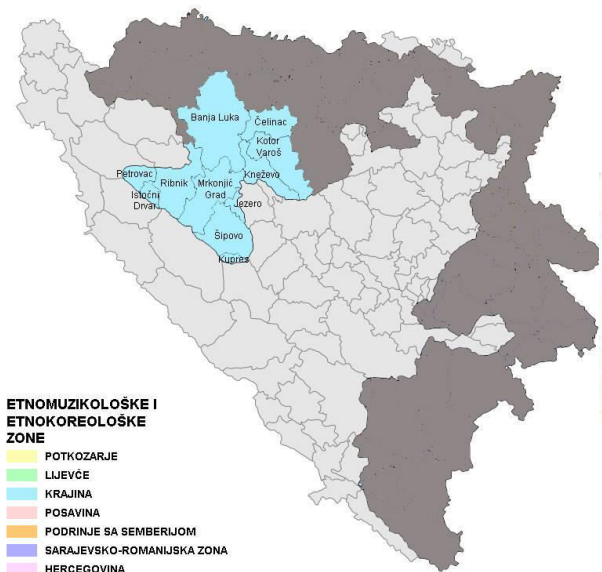 Banja Luka
Čelinac
Kotor
Varoš
Kneževo
Petrovac
Ribnik
Mrkonjić
Grad
Istočni
Drvar
Jezero
Šipovo
Kupres
ETNOMUZIKOLOŠKE I
ETNOKOREOLOŠKE
ZONE
POTKOZARJE
LIJEVČE
KRAJINA
POSAVINA
PODRINJE SA SEMBERIJOM
SARAJEVSKO-ROMANIJSKA ZONA
HERCEGOVINA